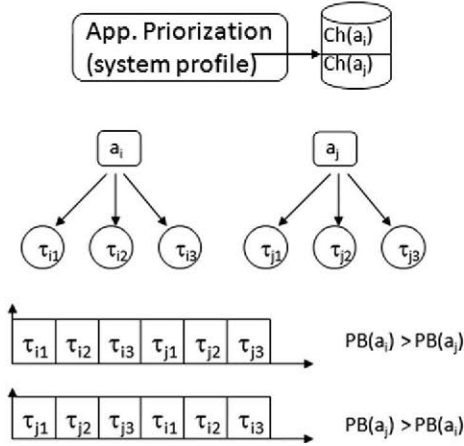 App. Priorization
(system profile)
Ch(aᵢ)
Ch(aⱼ)
aᵢ aⱼ
τᵢ₁ τᵢ₂ τᵢ₃ τⱼ₁ τⱼ₂ τⱼ₃
τᵢ₁ τᵢ₂ τᵢ₃ τⱼ₁ τⱼ₂ τⱼ₃ PB(aᵢ) > PB(aⱼ)
τⱼ₁ τⱼ₂ τⱼ₃ τᵢ₁ τᵢ₂ τᵢ₃ PB(aⱼ) > PB(aᵢ)